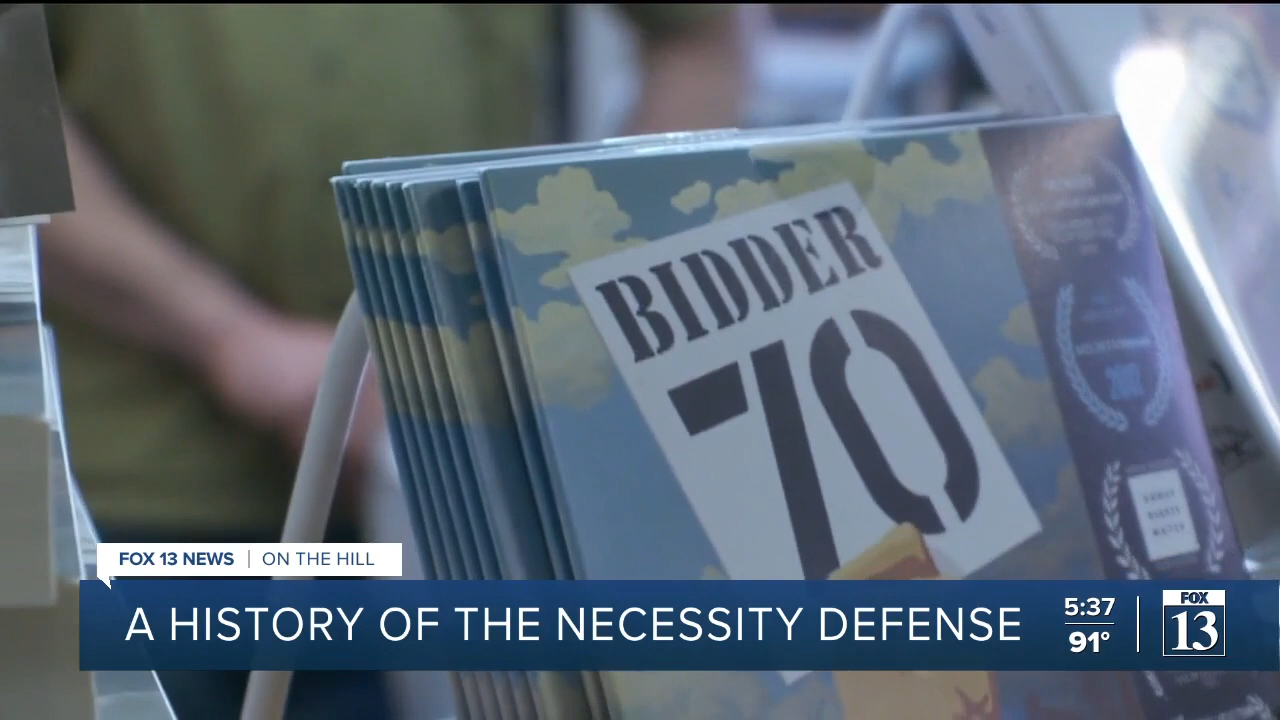 BIDDER
70
FOX 13 NEWS | ON THE HILL
A HISTORY OF THE NECESSITY DEFENSE
5:37
91°
FOX
13